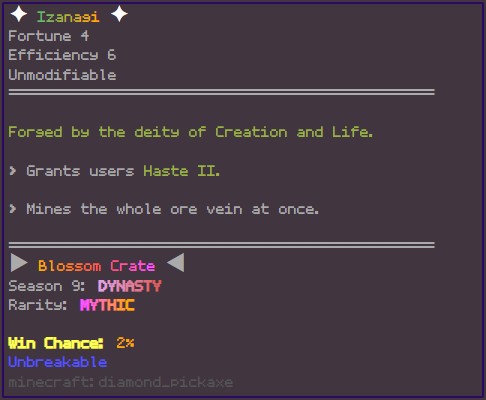 ✦ Izanagi ✦
Fortune 4
Efficiency 6
Unmodifiable
Forged by the deity of Creation and Life.
> Grants users Haste II.
> Mines the whole ore vein at once.
▶ Blossom Crate ◀
Season 9: DYNASTY
Rarity: MYTHIC
Win Chance: 2%
Unbreakable
minecraft:diamond_pickaxe